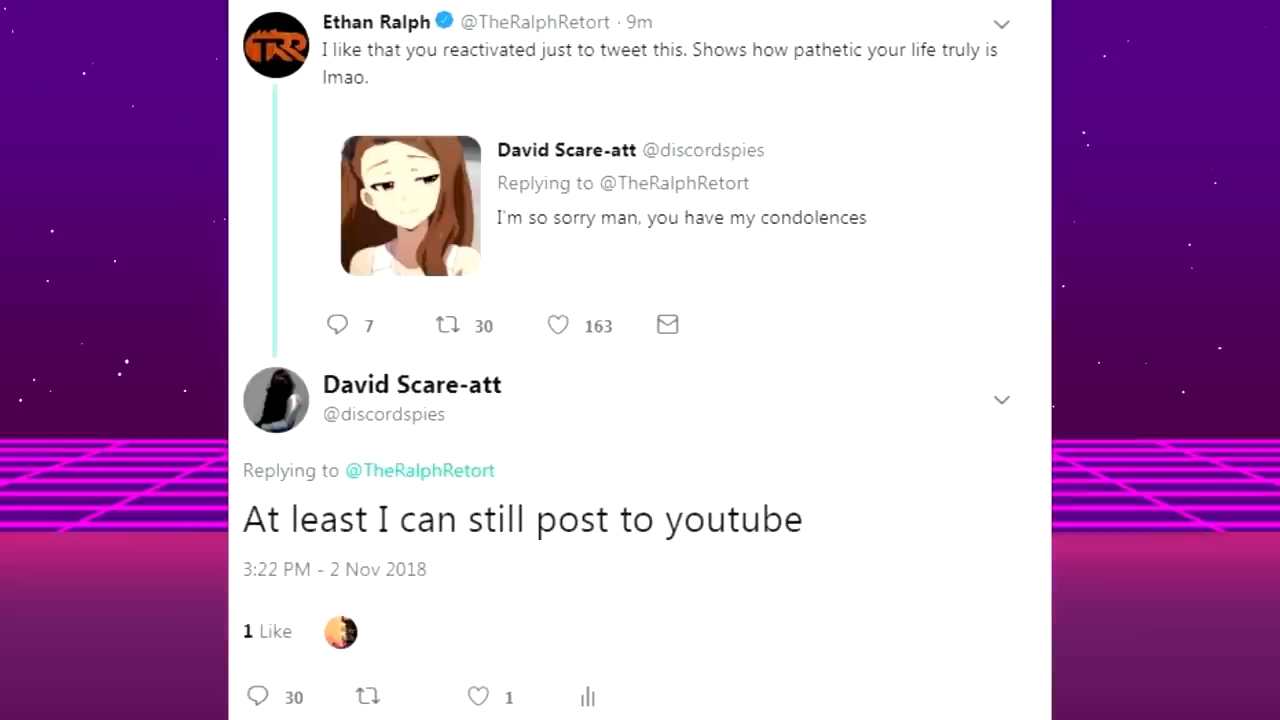 Ethan Ralph @TheRalphRetort · 9m
I like that you reactivated just to tweet this. Shows how pathetic your life truly is
lmao.
David Scare-att @discordspies
Replying to @TheRalphRetort
I'm so sorry man, you have my condolences
7 30 163
David Scare-att
@discordspies
Replying to @TheRalphRetort
At least I can still post to youtube
3:22 PM - 2 Nov 2018
1 Like
30 1
TRR